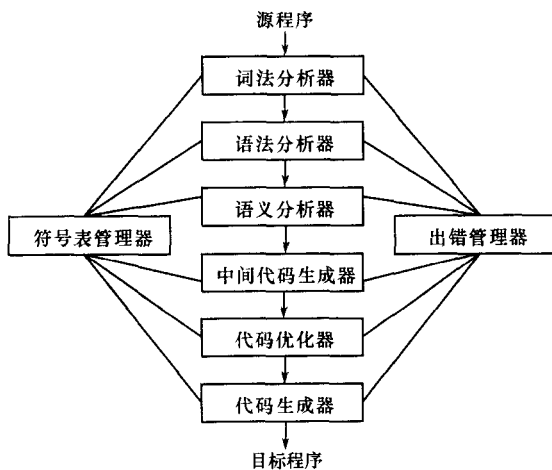 源程序
词法分析器
语法分析器
语义分析器
符号表管理器
出错管理器
中间代码生成器
代码优化器
代码生成器
目标程序